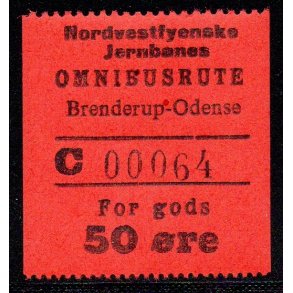 Nordvestfyenske
Jernbanes
OMNIBUSRUTE
Brenderup-Odense
C 00064
For gods
50 øre